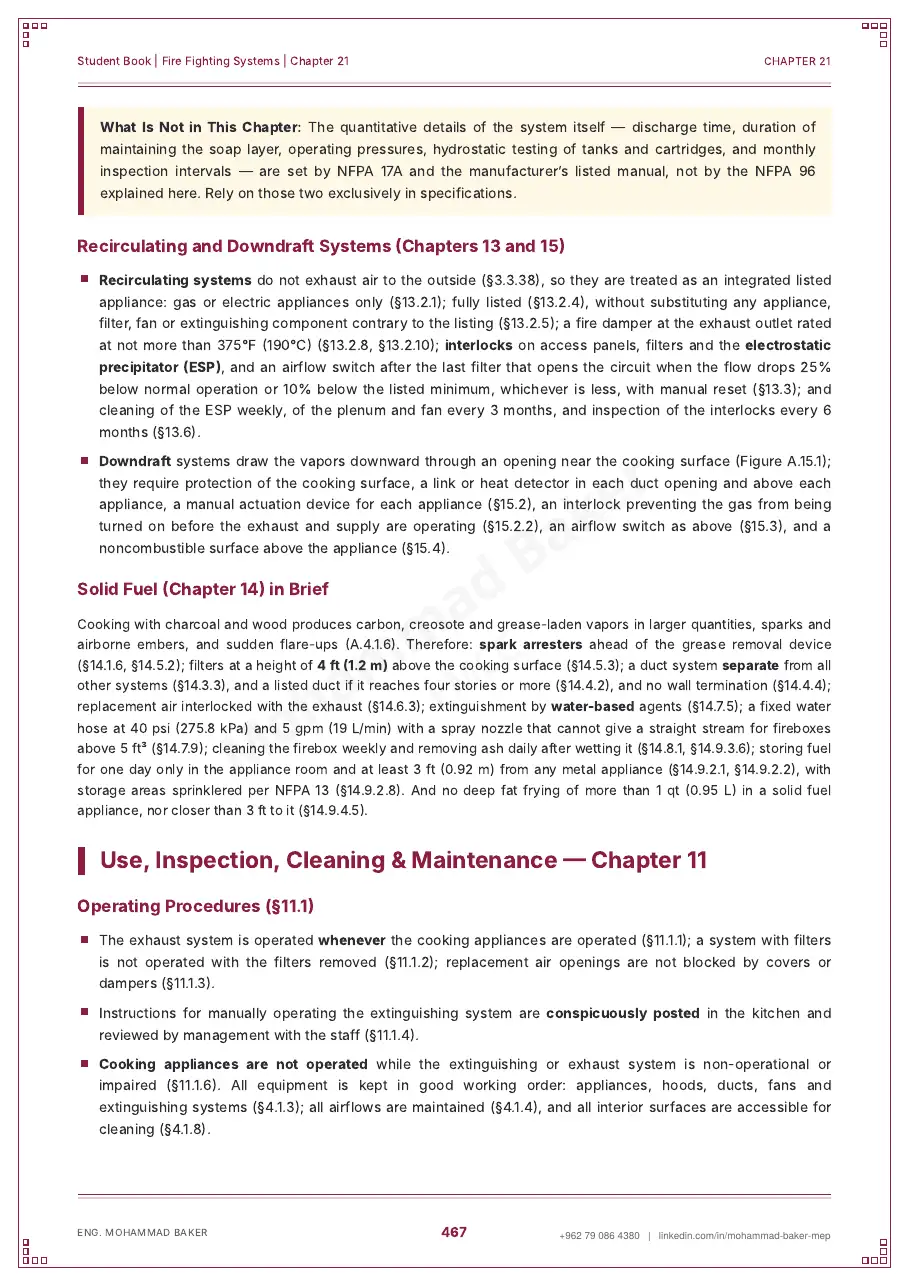 Student Book | Fire Fighting Systems | Chapter 21
CHAPTER 21
What Is Not in This Chapter: The quantitative details of the system itself — discharge time, duration of
maintaining the soap layer, operating pressures, hydrostatic testing of tanks and cartridges, and monthly
inspection intervals — are set by NFPA 17A and the manufacturer's listed manual, not by the NFPA 96
explained here. Rely on those two exclusively in specifications.
Recirculating and Downdraft Systems (Chapters 13 and 15)
Recirculating systems do not exhaust air to the outside (§3.3.38), so they are treated as an integrated listed
appliance: gas or electric appliances only (§13.2.1); fully listed (§13.2.4), without substituting any appliance,
filter, fan or extinguishing component contrary to the listing (§13.2.5); a fire damper at the exhaust outlet rated
at not more than 375°F (190°C) (§13.2.8, §13.2.10); interlocks on access panels, filters and the electrostatic
precipitator (ESP), and an airflow switch after the last filter that opens the circuit when the flow drops 25%
below normal operation or 10% below the listed minimum, whichever is less, with manual reset (§13.3); and
cleaning of the ESP weekly, of the plenum and fan every 3 months, and inspection of the interlocks every 6
months (§13.6).
Downdraft systems draw the vapors downward through an opening near the cooking surface (Figure A.15.1);
they require protection of the cooking surface, a link or heat detector in each duct opening and above each
appliance, a manual actuation device for each appliance (§15.2), an interlock preventing the gas from being
turned on before the exhaust and supply are operating (§15.2.2), an airflow switch as above (§15.3), and a
noncombustible surface above the appliance (§15.4).
Solid Fuel (Chapter 14) in Brief
Cooking with charcoal and wood produces carbon, creosote and grease-laden vapors in larger quantities, sparks and
airborne embers, and sudden flare-ups (A.4.1.6). Therefore: spark arresters ahead of the grease removal device
(§14.1.6, §14.5.2); filters at a height of 4 ft (1.2 m) above the cooking surface (§14.5.3); a duct system separate from all
other systems (§14.3.3), and a listed duct if it reaches four stories or more (§14.4.2), and no wall termination (§14.4.4);
replacement air interlocked with the exhaust (§14.6.3); extinguishment by water-based agents (§14.7.5); a fixed water
hose at 40 psi (275.8 kPa) and 5 gpm (19 L/min) with a spray nozzle that cannot give a straight stream for fireboxes
above 5 ft³ (§14.7.9); cleaning the firebox weekly and removing ash daily after wetting it (§14.8.1, §14.9.3.6); storing fuel
for one day only in the appliance room and at least 3 ft (0.92 m) from any metal appliance (§14.9.2.1, §14.9.2.2), with
storage areas sprinklered per NFPA 13 (§14.9.2.8). And no deep fat frying of more than 1 qt (0.95 L) in a solid fuel
appliance, nor closer than 3 ft to it (§14.9.4.5).
Use, Inspection, Cleaning & Maintenance — Chapter 11
Operating Procedures (§11.1)
The exhaust system is operated whenever the cooking appliances are operated (§11.1.1); a system with filters
is not operated with the filters removed (§11.1.2); replacement air openings are not blocked by covers or
dampers (§11.1.3).
Instructions for manually operating the extinguishing system are conspicuously posted in the kitchen and
reviewed by management with the staff (§11.1.4).
Cooking appliances are not operated while the extinguishing or exhaust system is non-operational or
impaired (§11.1.6). All equipment is kept in good working order: appliances, hoods, ducts, fans and
extinguishing systems (§4.1.3); all airflows are maintained (§4.1.4), and all interior surfaces are accessible for
cleaning (§4.1.8).
ENG. MOHAMMAD BAKER
467
+962 79 086 4380 | linkedin.com/in/mohammad-baker-mep